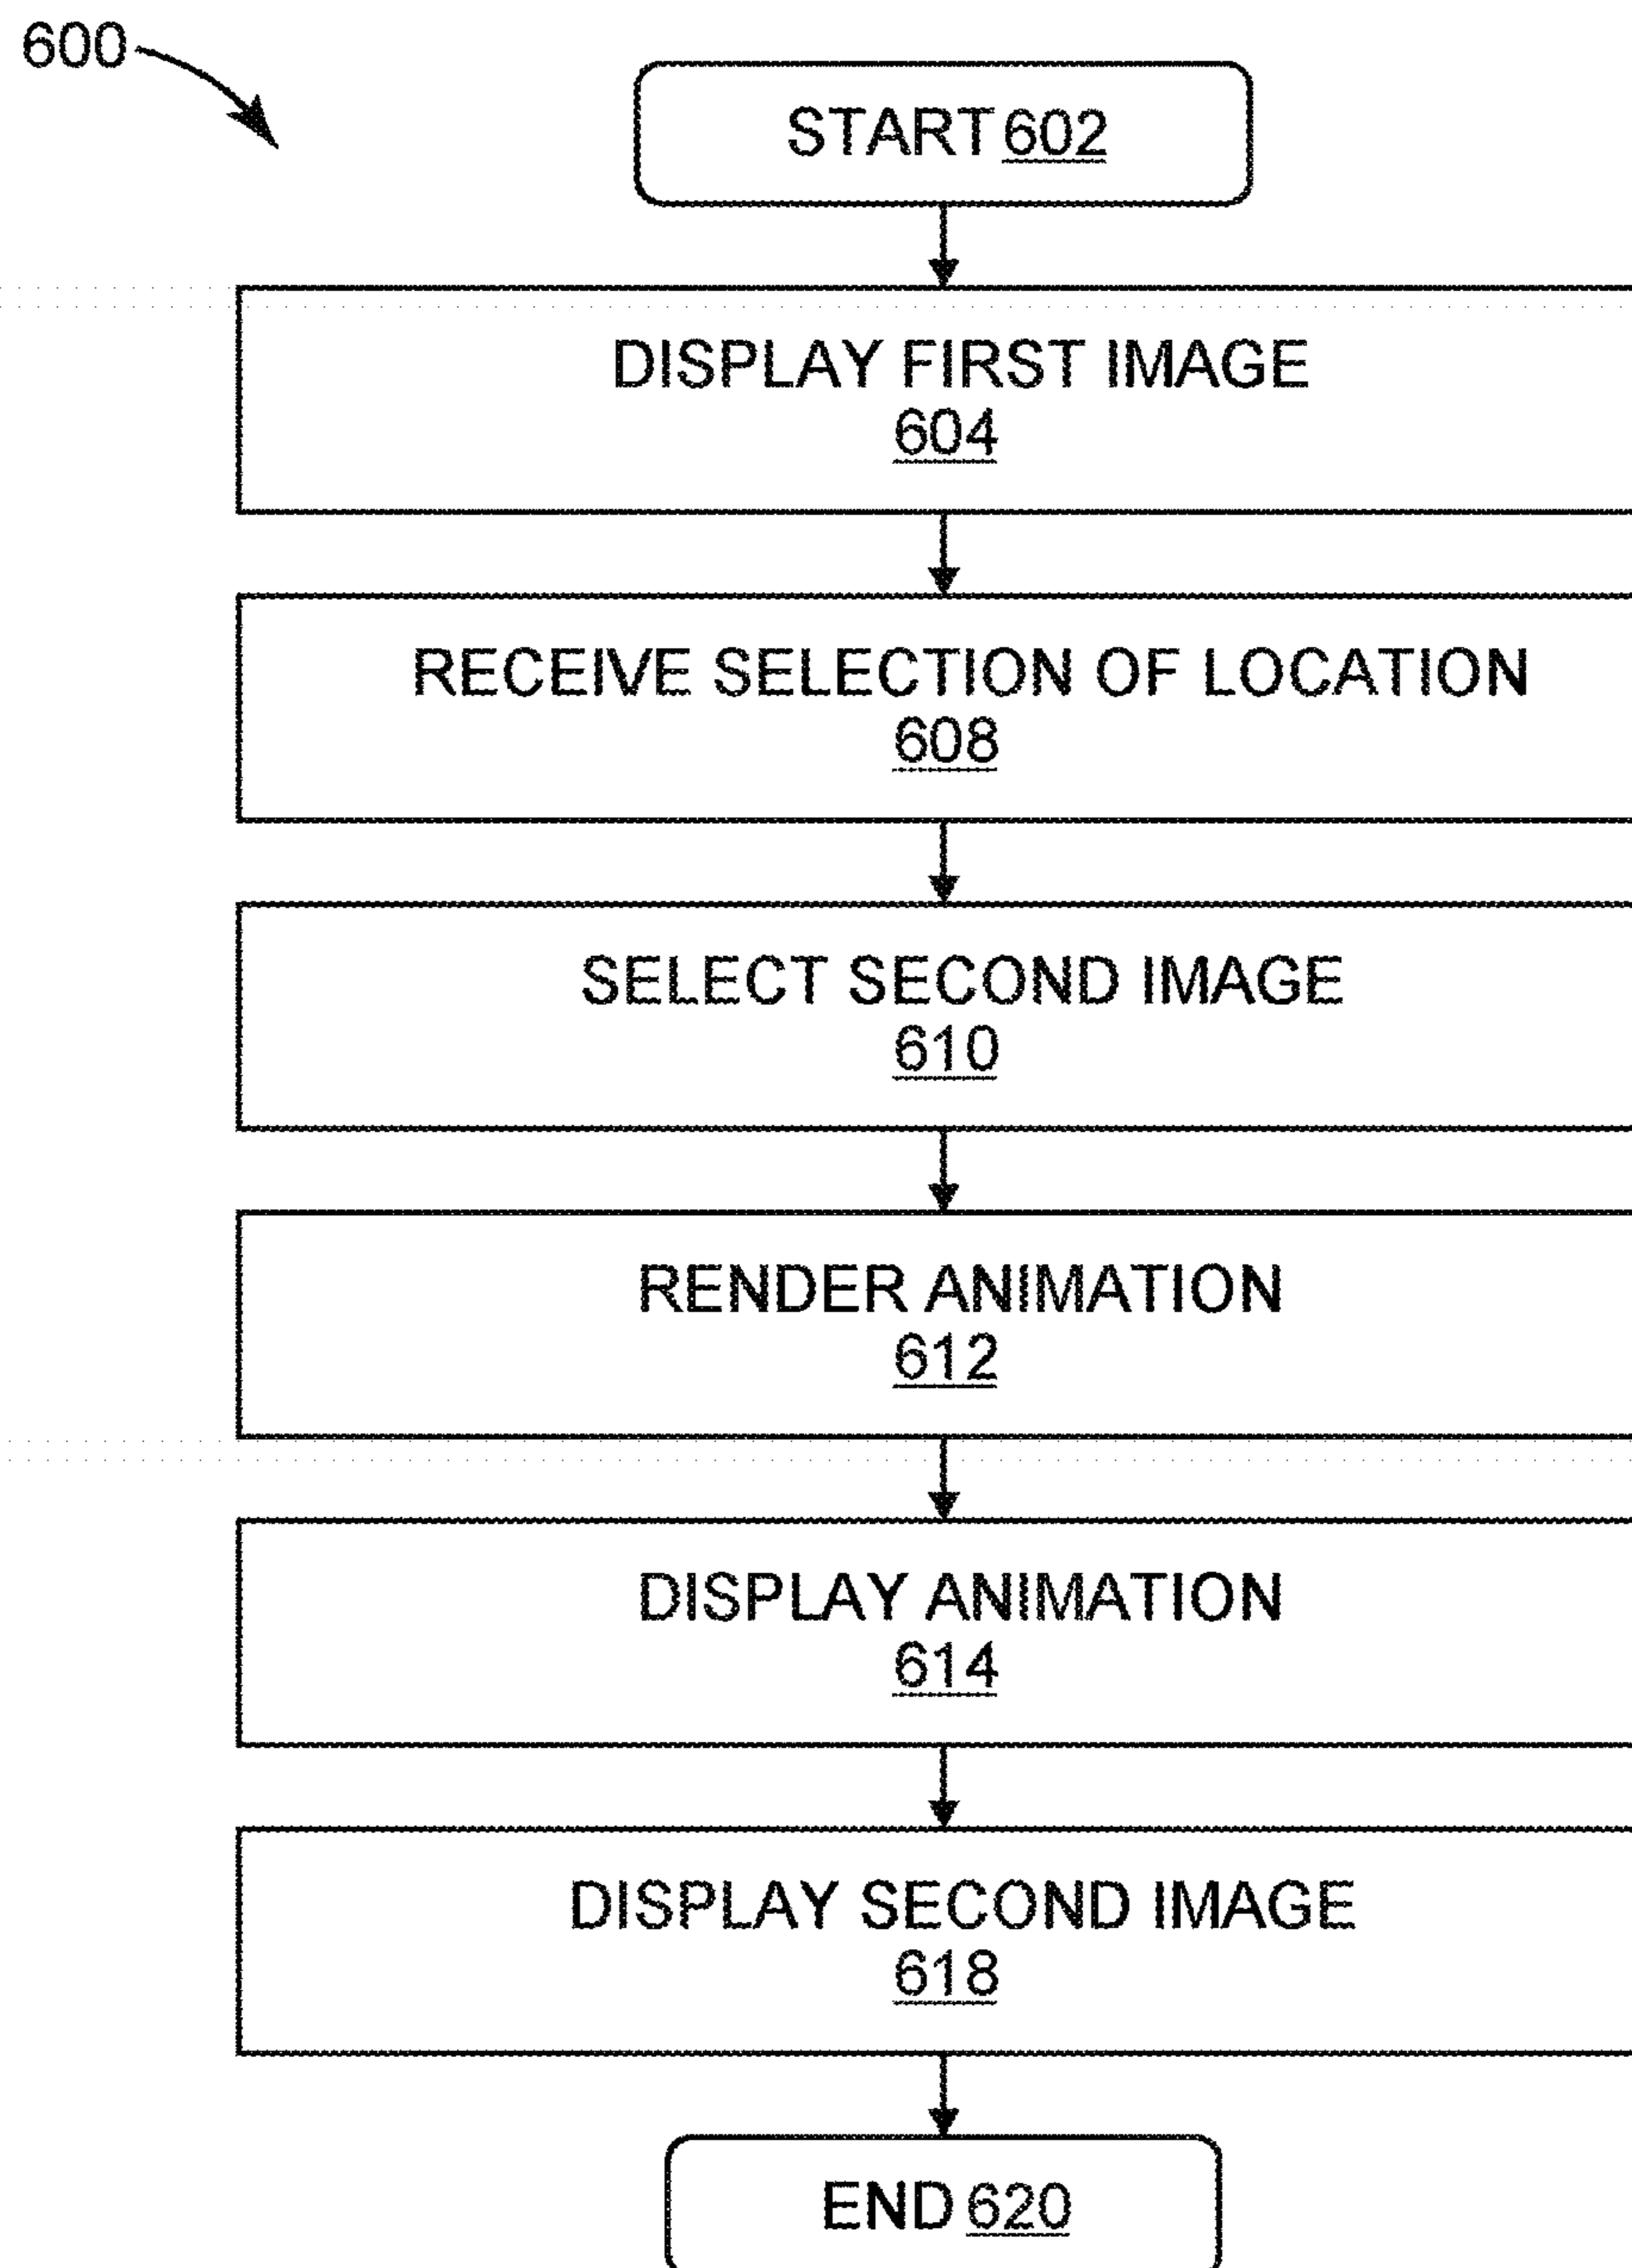 600
START 602
DISPLAY FIRST IMAGE
604
RECEIVE SELECTION OF LOCATION
608
SELECT SECOND IMAGE
610
RENDER ANIMATION
612
DISPLAY ANIMATION
614
DISPLAY SECOND IMAGE
618
END 620